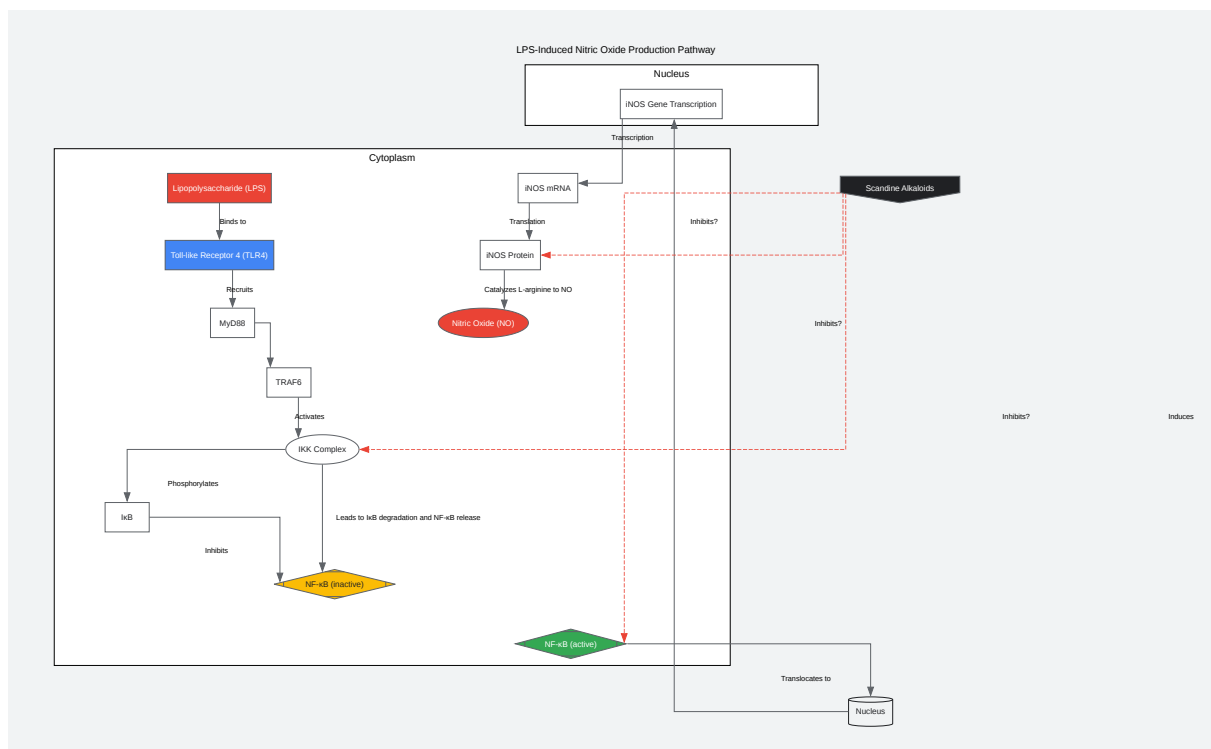 LPS-Induced Nitric Oxide Production Pathway
Nucleus
iNOS Gene Transcription
Transcription
Cytoplasm
Lipopolysaccharide (LPS)
iNOS mRNA
Scandine Alkaloids
Binds to
Translation
Inhibits?
Toll-like Receptor 4 (TLR4)
iNOS Protein
Recruits
Catalyzes L-arginine to NO
MyD88
Nitric Oxide (NO)
Inhibits?
TRAF6
Activates
Inhibits?
Induces
IKK Complex
Phosphorylates
IκB
Leads to IκB degradation and NF-κB release
Inhibits
NF-κB (inactive)
NF-κB (active)
Translocates to
Nucleus